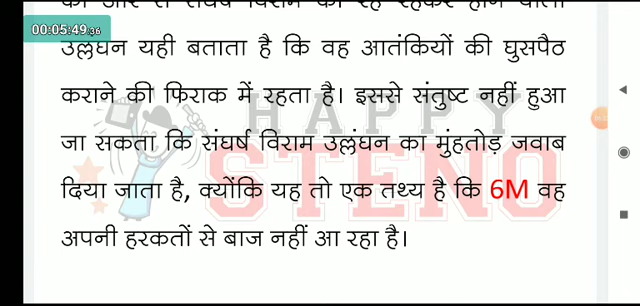 00:05:49.36
उल्लघन यही बताता है कि वह आतंकियों की घुसपैठ
कराने की फिराक में रहता है। इससे संतुष्ट नहीं हुआ
HAPPY
जा सकता कि संघर्ष विराम उल्लंघन का मुंहतोड़ जवाब
STENO
दिया जाता है, क्योंकि यह तो एक तथ्य है कि 6M वह
अपनी हरकतों से बाज नहीं आ रहा है।